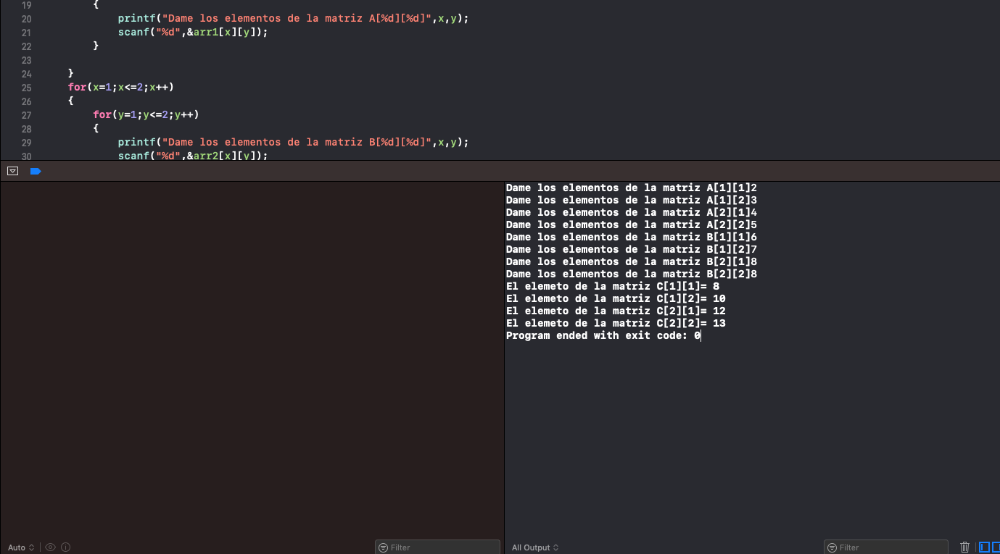 19 {
20 printf("Dame los elementos de la matriz A[%d][%d]",x,y);
21 scanf("%d",&arr1[x][y]);
22 }
23
24 }
25 for(x=1;x<=2;x++)
26 {
27 for(y=1;y<=2;y++)
28 {
29 printf("Dame los elementos de la matriz B[%d][%d]",x,y);
30 scanf("%d",&arr2[x][y]);
Dame los elementos de la matriz A[1][1]2
Dame los elementos de la matriz A[1][2]3
Dame los elementos de la matriz A[2][1]4
Dame los elementos de la matriz A[2][2]5
Dame los elementos de la matriz B[1][1]6
Dame los elementos de la matriz B[1][2]7
Dame los elementos de la matriz B[2][1]8
Dame los elementos de la matriz B[2][2]8
El elemeto de la matriz C[1][1]= 8
El elemeto de la matriz C[1][2]= 10
El elemeto de la matriz C[2][1]= 12
El elemeto de la matriz C[2][2]= 13
Program ended with exit code: 0
Auto
Filter
All Output
Filter